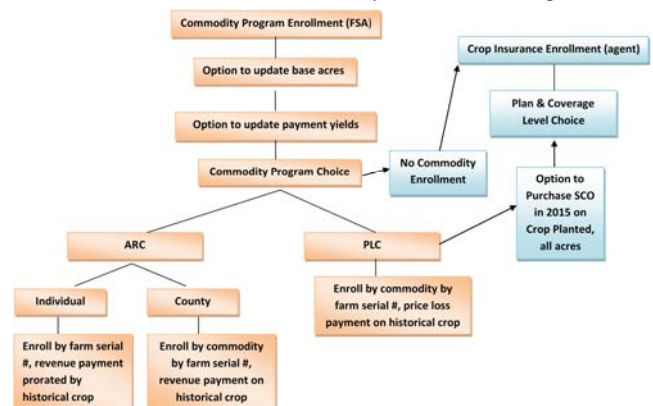 Commodity Program Enrollment (FSA)
Option to update base acres
Option to update payment yields
Commodity Program Choice
No Commodity
Enrollment
Crop Insurance Enrollment (agent)
Plan & Coverage
Level Choice
Option to
Purchase SCO
in 2015 on
Crop Planted,
all acres
ARC
PLC
Individual
County
Enroll by farm serial
#, revenue payment
prorated by
historical crop
Enroll by commodity
by farm serial #,
revenue payment on
historical crop
Enroll by commodity by
farm serial #, price loss
payment on historical crop